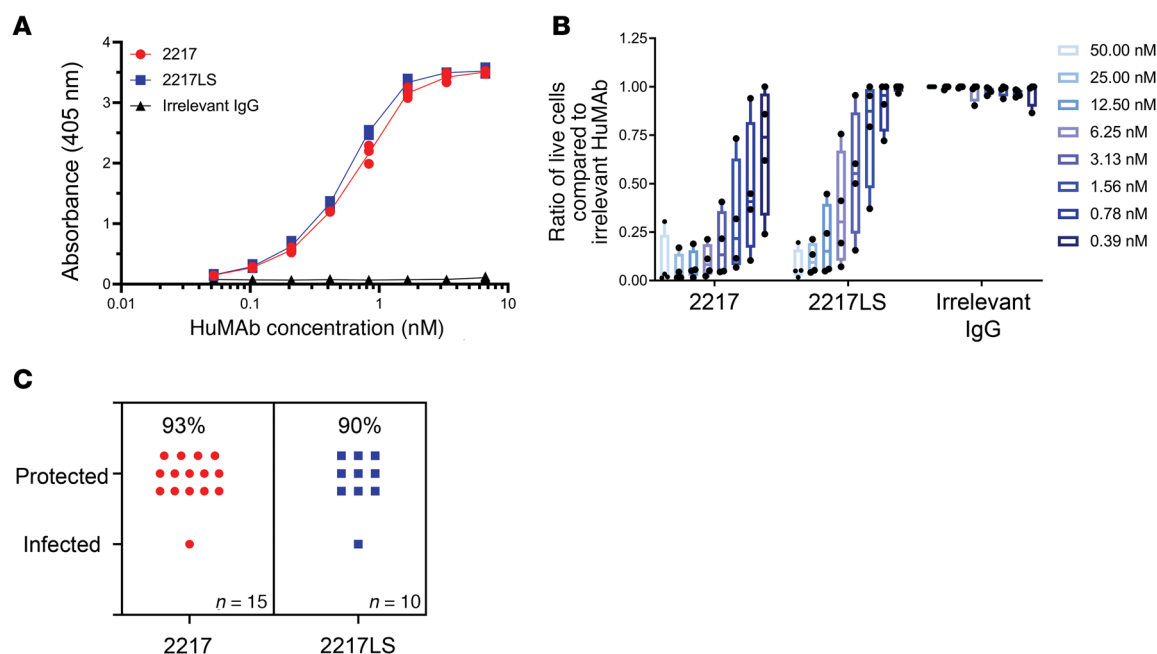 A
Absorbance (405 nm)
4
3
2
1
0
0.01
0.1
1
10
HuMAb concentration (nM)
2217
2217LS
Irrelevant IgG
B
Ratio of live cells
compared to
irrelevant HuMAb
1.25
1.00
0.75
0.50
0.25
0.00
2217
2217LS
Irrelevant
IgG
50.00 nM
25.00 nM
12.50 nM
6.25 nM
3.13 nM
1.56 nM
0.78 nM
0.39 nM
C
93%
90%
Protected
Infected
n = 15
n = 10
2217
2217LS